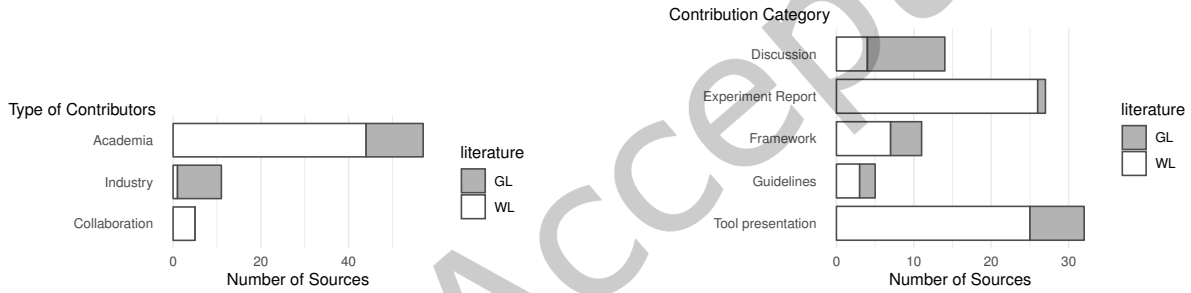 Type of Contributors
Academia
Industry
Collaboration
0
20
40
Number of Sources
literature
GL
WL
Contribution Category
Discussion
Experiment Report
Framework
Guidelines
Tool presentation
0
10
20
30
Number of Sources
literature
GL
WL
Accep